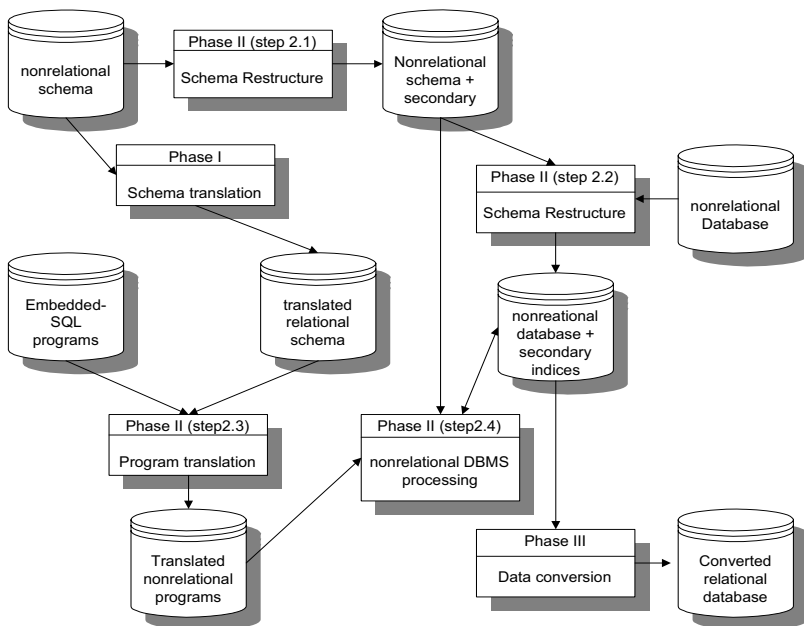 nonrelational
schema
Phase II (step 2.1)
Schema Restructure
Nonrelational
schema +
secondary
Phase I
Schema translation
Phase II (step 2.2)
Schema Restructure
nonrelational
Database
Embedded-
SQL
programs
translated
relational
schema
nonreational
database +
secondary
indices
Phase II (step2.3)
Program translation
Phase II (step2.4)
nonrelational DBMS
processing
Translated
nonrelational
programs
Phase III
Data conversion
Converted
relational
database